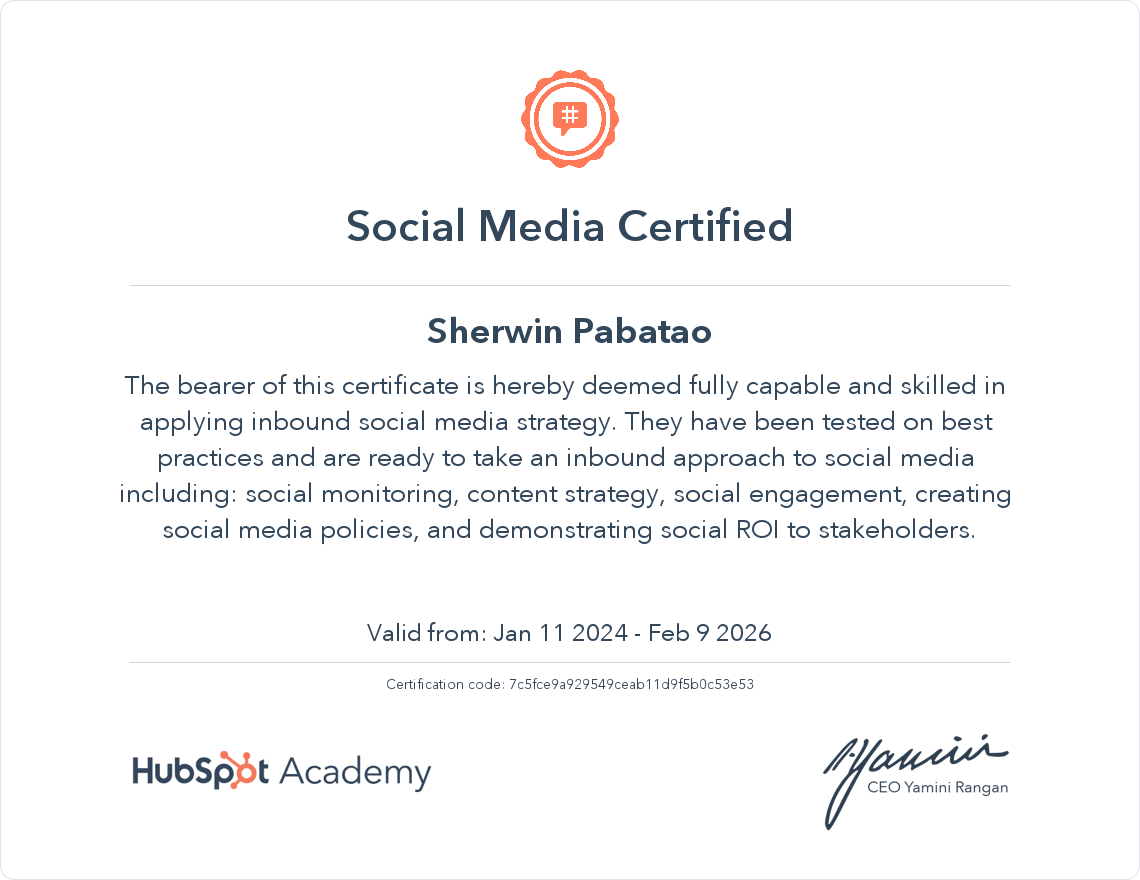 #
Social Media Certified
Sherwin Pabatao
The bearer of this certificate is hereby deemed fully capable and skilled in
applying inbound social media strategy. They have been tested on best
practices and are ready to take an inbound approach to social media
including: social monitoring, content strategy, social engagement, creating
social media policies, and demonstrating social ROI to stakeholders.
Valid from: Jan 11 2024 - Feb 9 2026
Certification code: 7c5fce9a929549ceab11d9f5b0c53e53
HubSpot Academy
Yamini
CEO Yamini Rangan